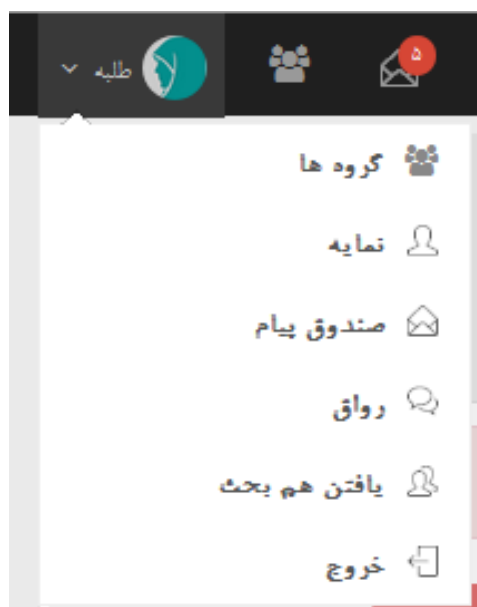 ۵
طلبه
گروه ها
نمایه
صندوق پیام
رواق
یافتن هم بحث
خروج